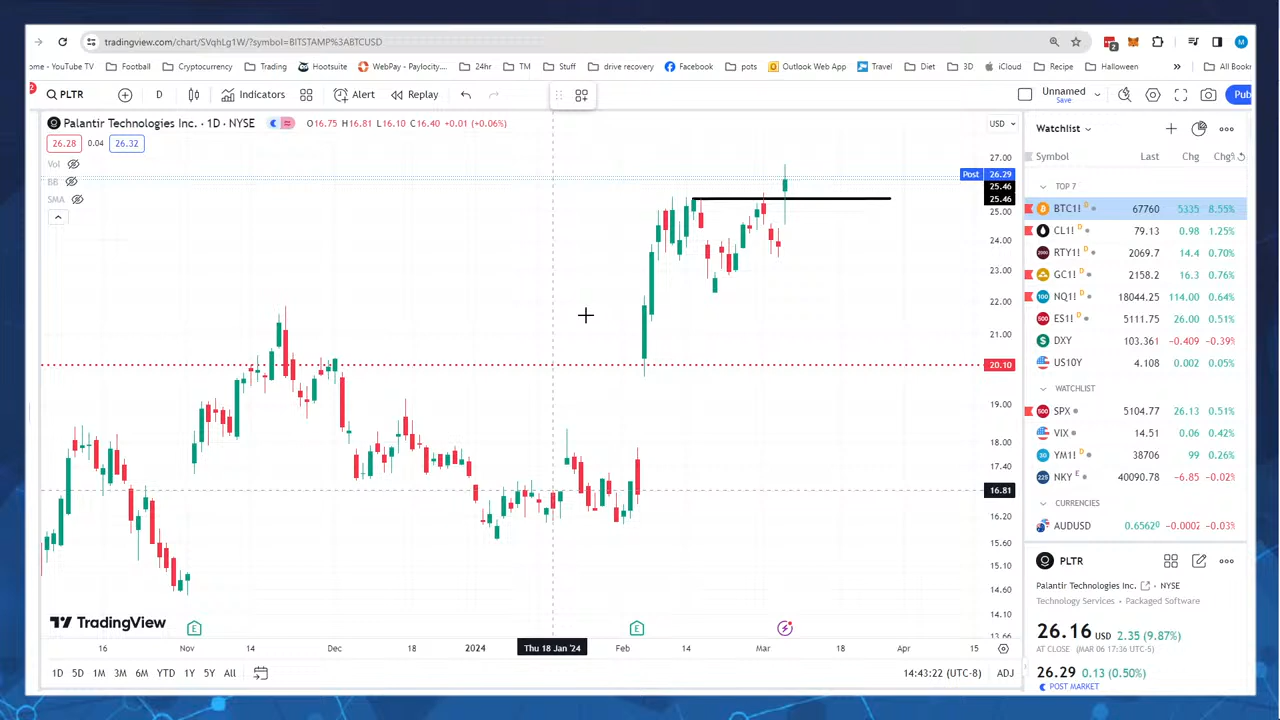 tradingview.com/chart/SVqhLg1W/?symbol=BITSTAMP%3ABTCUSD
2
M
ome - YouTube TV Football Cryptocurrency Trading Hootsuite WebPay - Paylocity,... 24hr TM Stuff drive recovery Facebook pots Outlook Web App Travel Diet 3D iCloud Recipe Halloween » All Bookr
PLTR D Indicators Alert Replay Unnamed Save Pub
Palantir Technologies Inc. · 1D · NYSE O16.75 H16.81 L16.10 C16.40 +0.01 (+0.06%) USD
26.28 0.04 26.32
Vol
BB
SMA
27.00
Post 26.29
25.46
25.46
25.00
24.00
23.00
22.00
21.00
20.10
19.00
18.00
17.40
16.81
16.20
15.60
15.10
14.60
14.10
13.66
TradingView
E E
16 Nov 14 Dec 18 2024 Thu 18 Jan '24 Feb 14 Mar 18 Apr 15
1D 5D 1M 3M 6M YTD 1Y 5Y All 14:43:22 (UTC-8) ADJ
Watchlist
Symbol Last Chg Chg%
TOP 7
BTC1! D 67760 5335 8.55%
CL1! D 79.13 0.98 1.25%
RTY1! D 2069.7 14.4 0.70%
GC1! D 2158.2 16.3 0.76%
NQ1! D 18044.25 114.00 0.64%
ES1! D 5111.75 26.00 0.51%
DXY 103.361 −0.409 −0.39%
US10Y 4.108 0.002 0.05%
WATCHLIST
SPX 5104.77 26.13 0.51%
VIX 14.51 0.06 0.42%
YM1! D 38706 99 0.26%
NKY E 40090.78 −6.85 −0.02%
CURRENCIES
AUDUSD 0.65620 −0.0002 −0.03%
PLTR
Palantir Technologies Inc. · NYSE
Technology Services · Packaged Software
26.16 USD 2.35 (9.87%)
AT CLOSE (MAR 06 17:36 UTC-5)
26.29 0.13 (0.50%)
POST MARKET